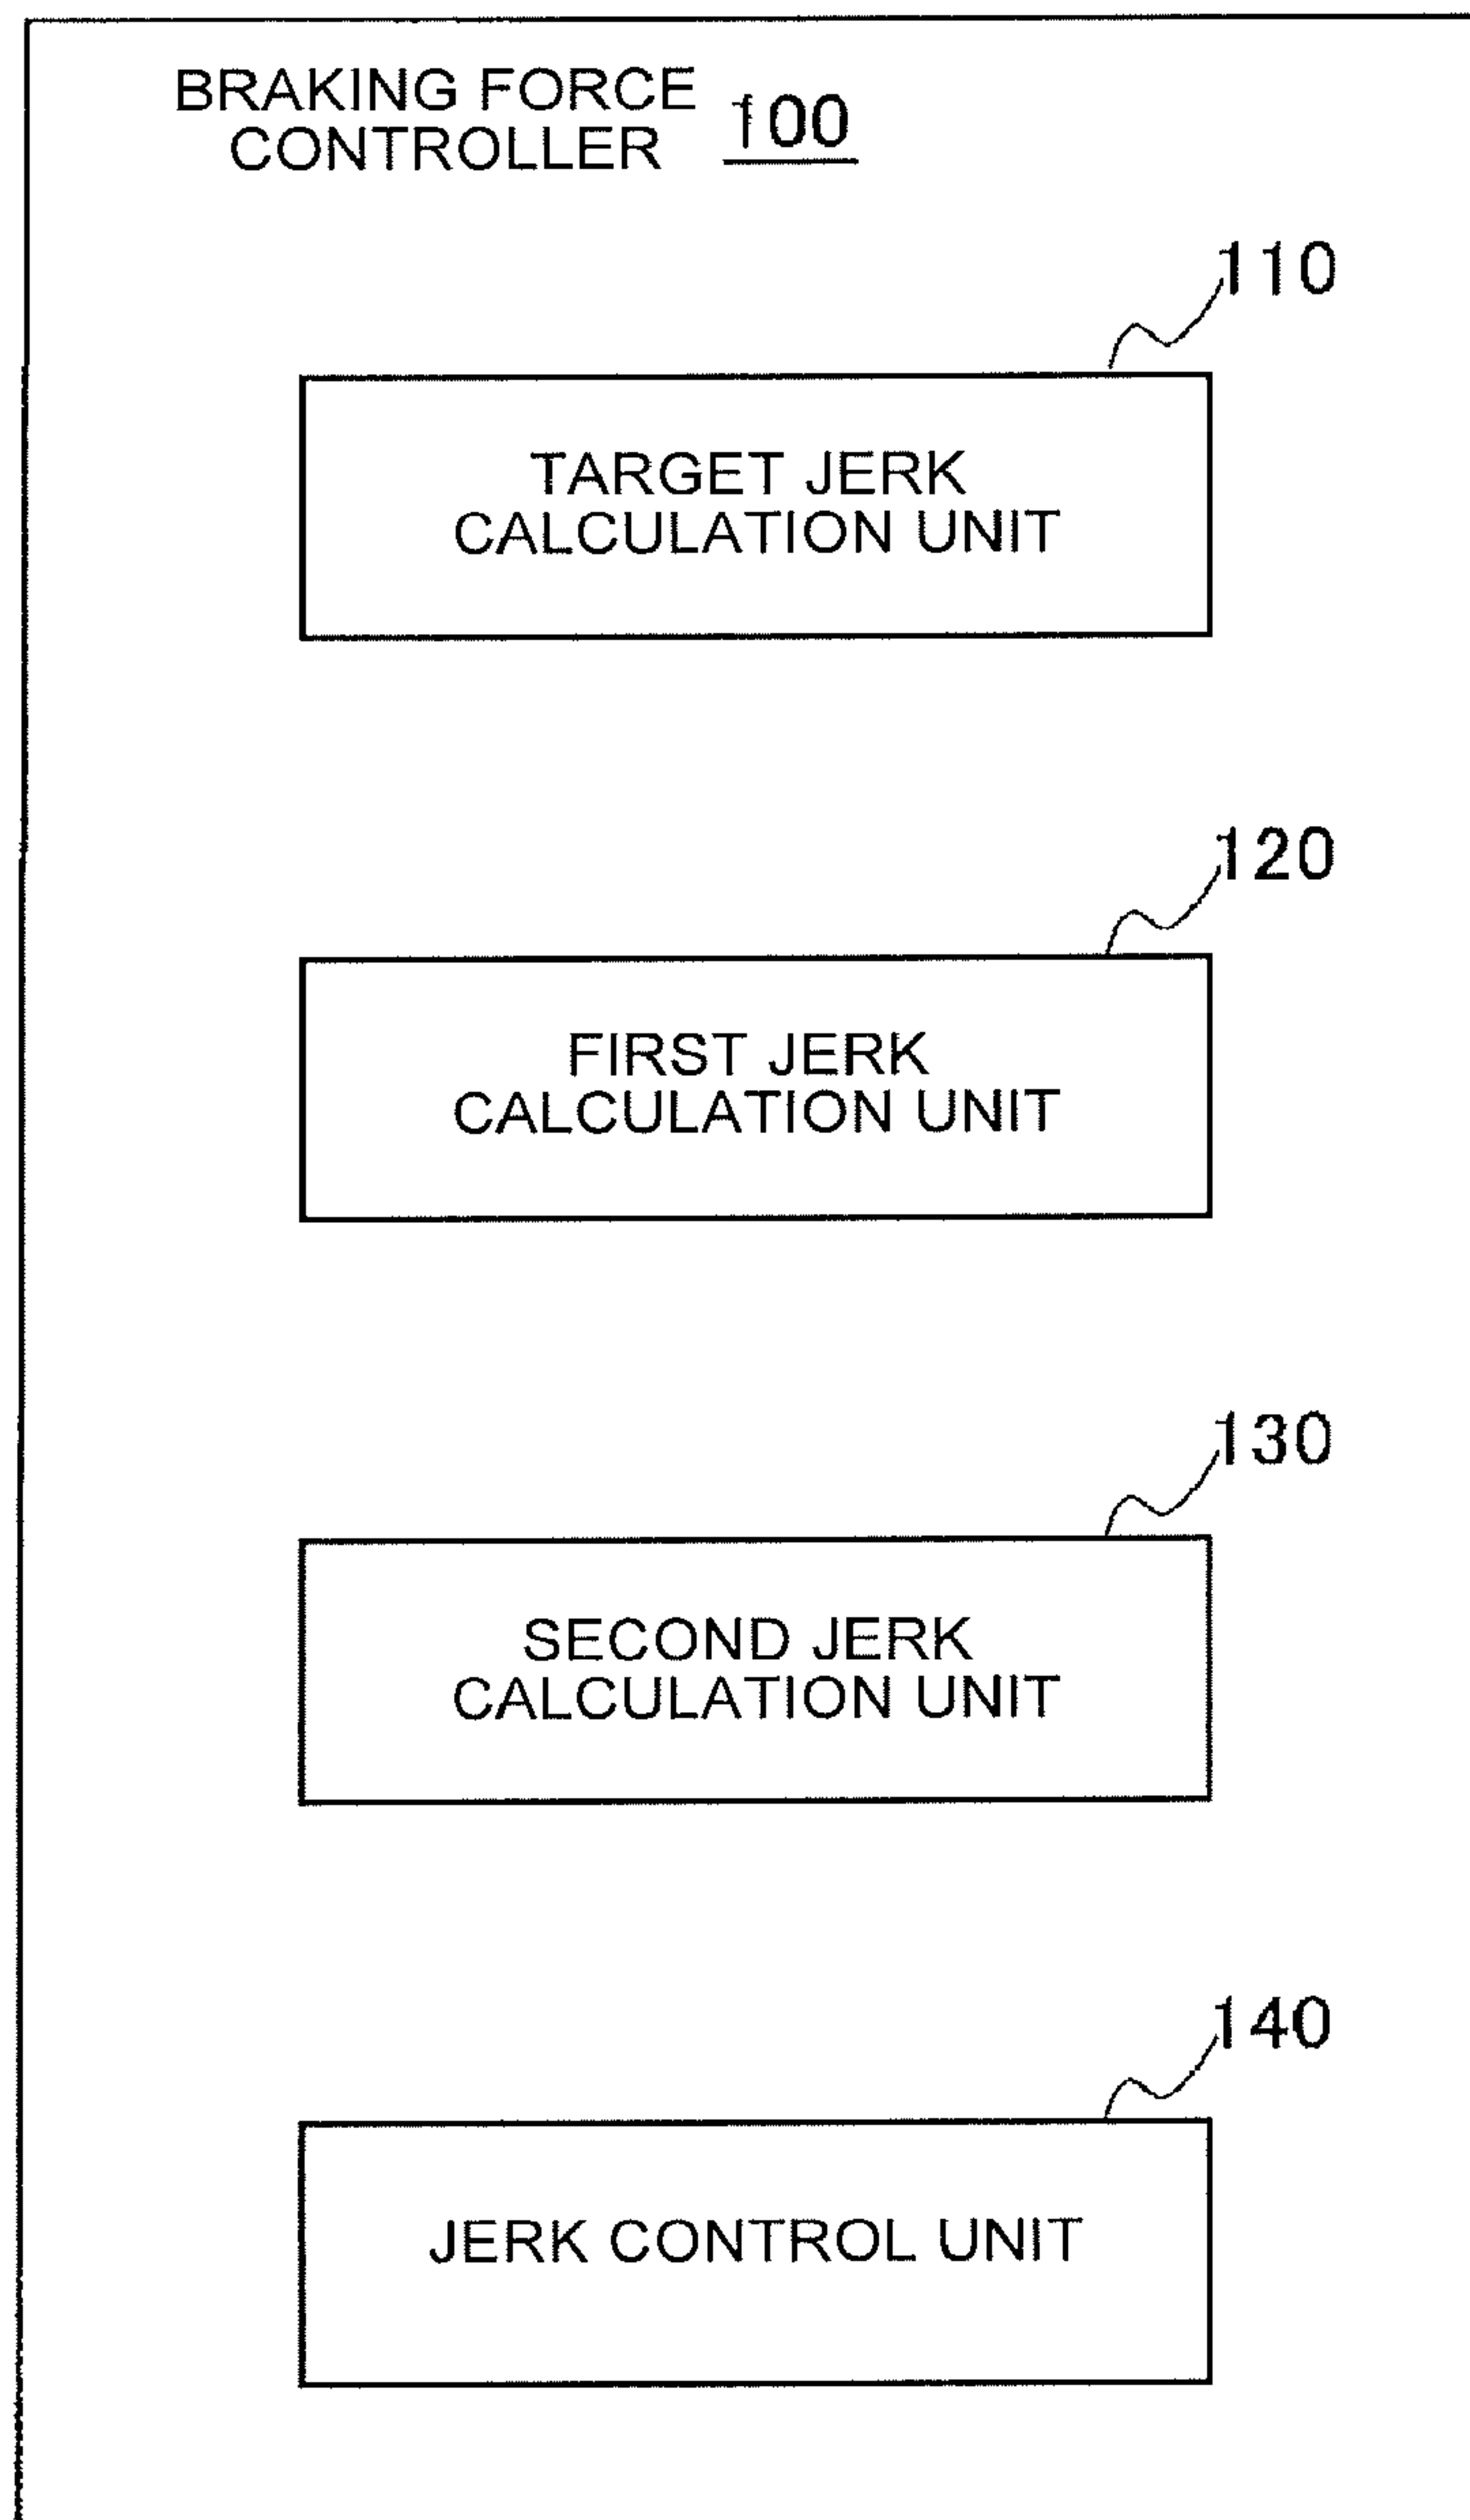 BRAKING FORCE
CONTROLLER 100
110
TARGET JERK
CALCULATION UNIT
120
FIRST JERK
CALCULATION UNIT
130
SECOND JERK
CALCULATION UNIT
140
JERK CONTROL UNIT